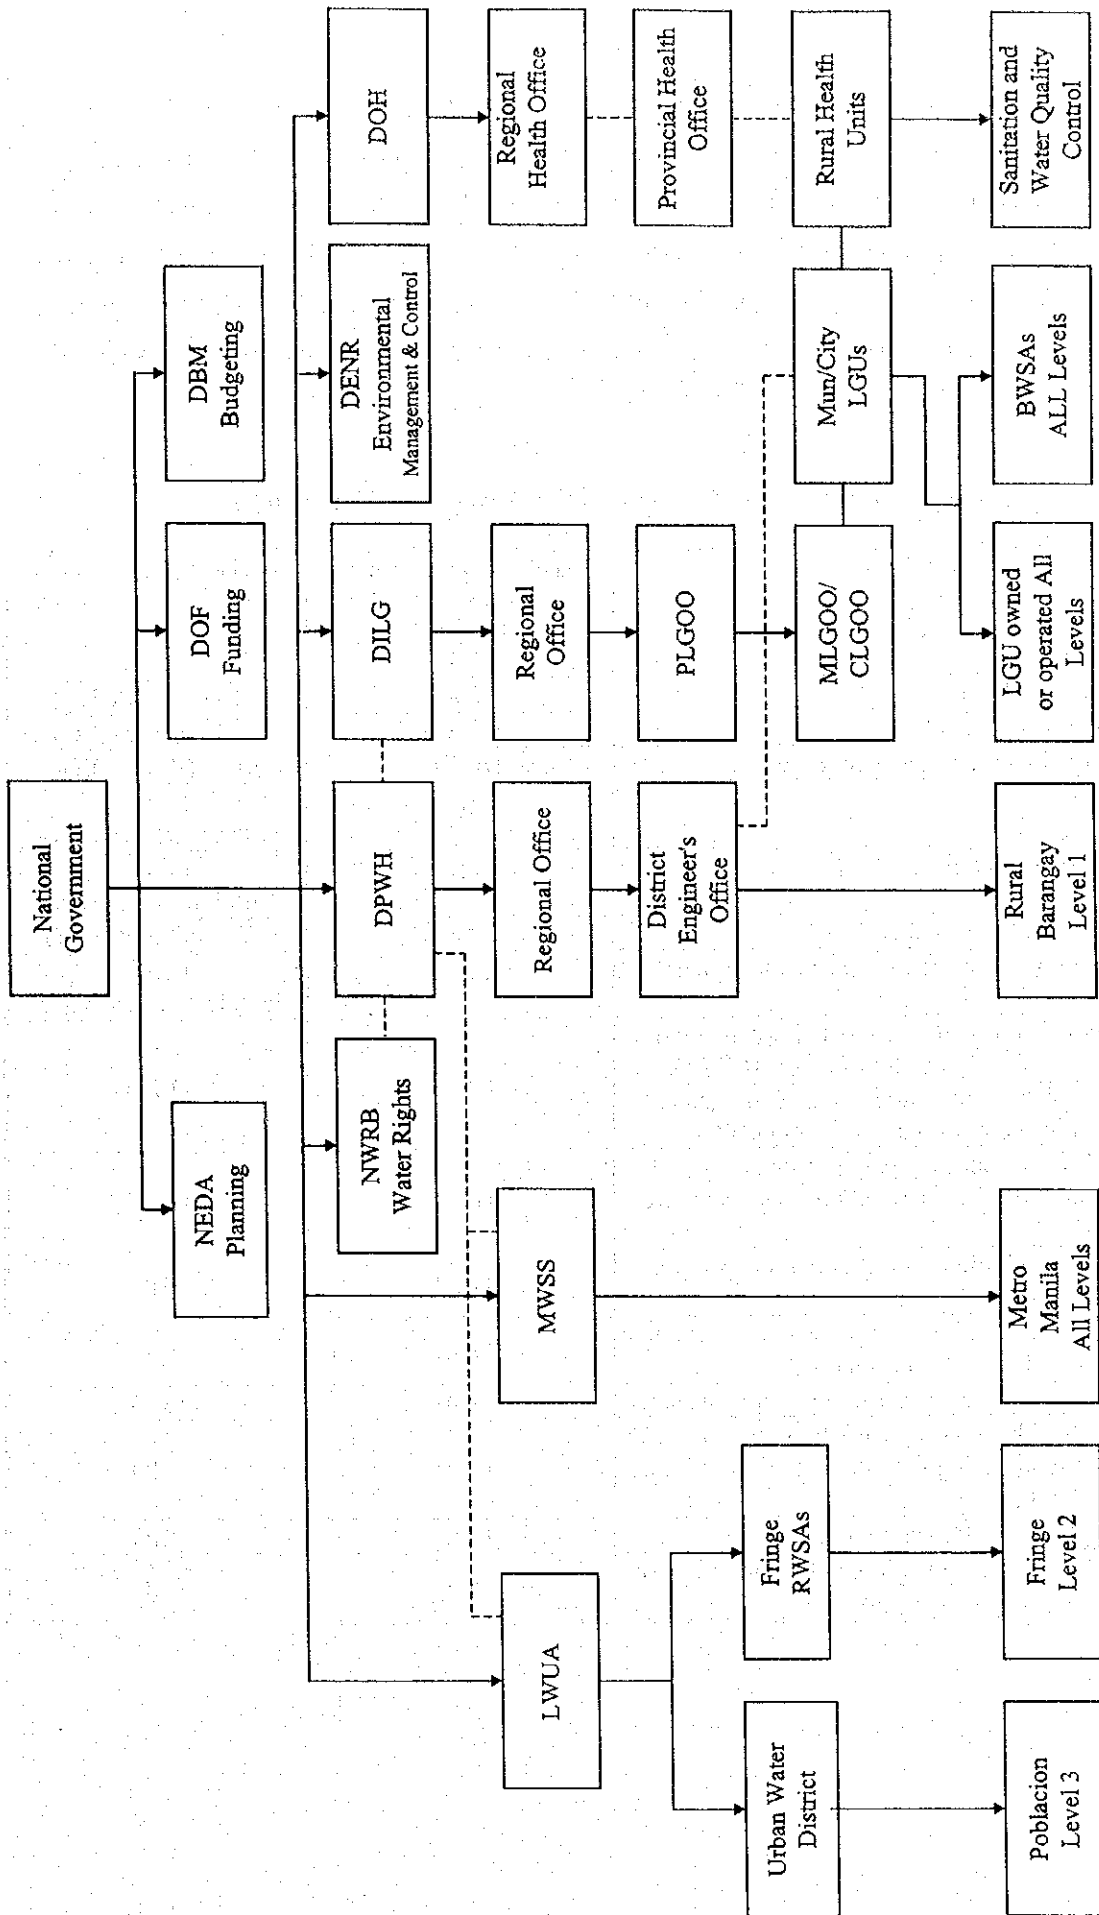 National
Government
NEDA
Planning
DOF
Funding
DBM
Budgeting
NWRB
Water Rights
DPWH
DILG
DENR
Environmental
Management & Control
DOH
LWUA
MWSS
Regional Office
Regional
Office
Regional
Health Office
District
Engineer's
Office
PLGOO
Provincial Health
Office
Urban Water
District
Fringe
RWSAs
MLGOO/
CLGOO
Mun/City
LGUs
Rural Health
Units
Poblacion
Level 3
Fringe
Level 2
Metro
Manila
All Levels
Rural
Barangay
Level 1
LGU owned
or operated All
Levels
BWSAs
ALL Levels
Sanitation and
Water Quality
Control